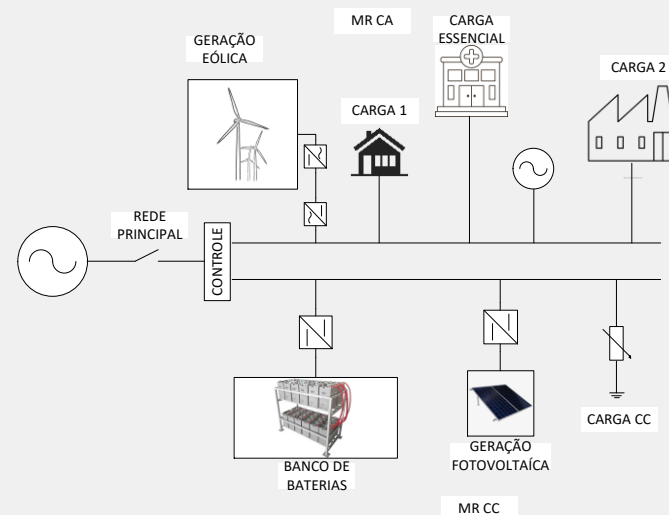 MR CA
CARGA
ESSENCIAL
GERAÇÃO
EÓLICA
CARGA 2
CARGA 1
REDE
PRINCIPAL
CONTROLE
CARGA CC
BANCO DE
BATERIAS
GERAÇÃO
FOTOVOLTAÍCA
MR CC